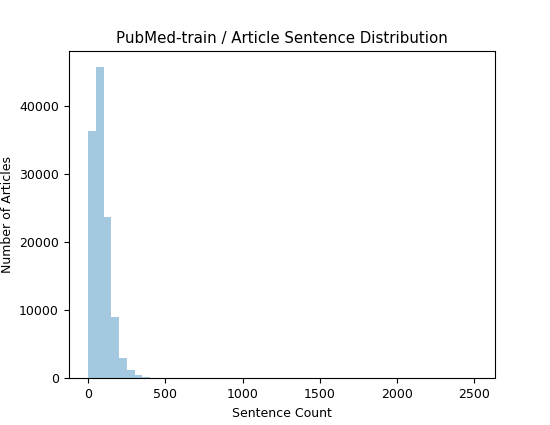 PubMed-train / Article Sentence Distribution
Number of Articles
40000
30000
20000
10000
0
0 500 1000 1500 2000 2500
Sentence Count